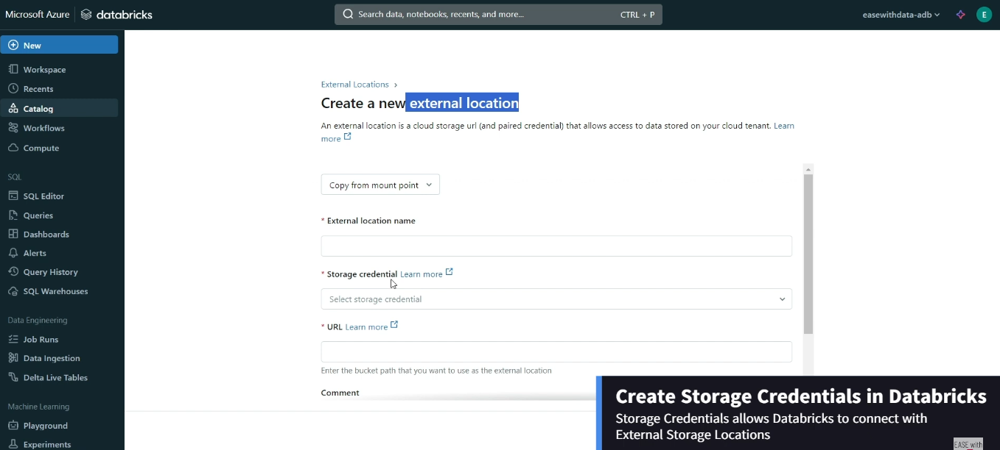 Microsoft Azure databricks Search data, notebooks, recents, and more... CTRL + P easewithdata-adb E
New
Workspace
Recents
Catalog
Workflows
Compute
SQL
SQL Editor
Queries
Dashboards
Alerts
Query History
SQL Warehouses
Data Engineering
Job Runs
Data Ingestion
Delta Live Tables
Machine Learning
Playground
Experiments
External Locations ›
Create a new external location
An external location is a cloud storage url (and paired credential) that allows access to data stored on your cloud tenant. Learn
more
Copy from mount point
* External location name
* Storage credential Learn more
Select storage credential
* URL Learn more
Enter the bucket path that you want to use as the external location
Comment
Create Storage Credentials in Databricks
Storage Credentials allows Databricks to connect with
External Storage Locations
EASE with